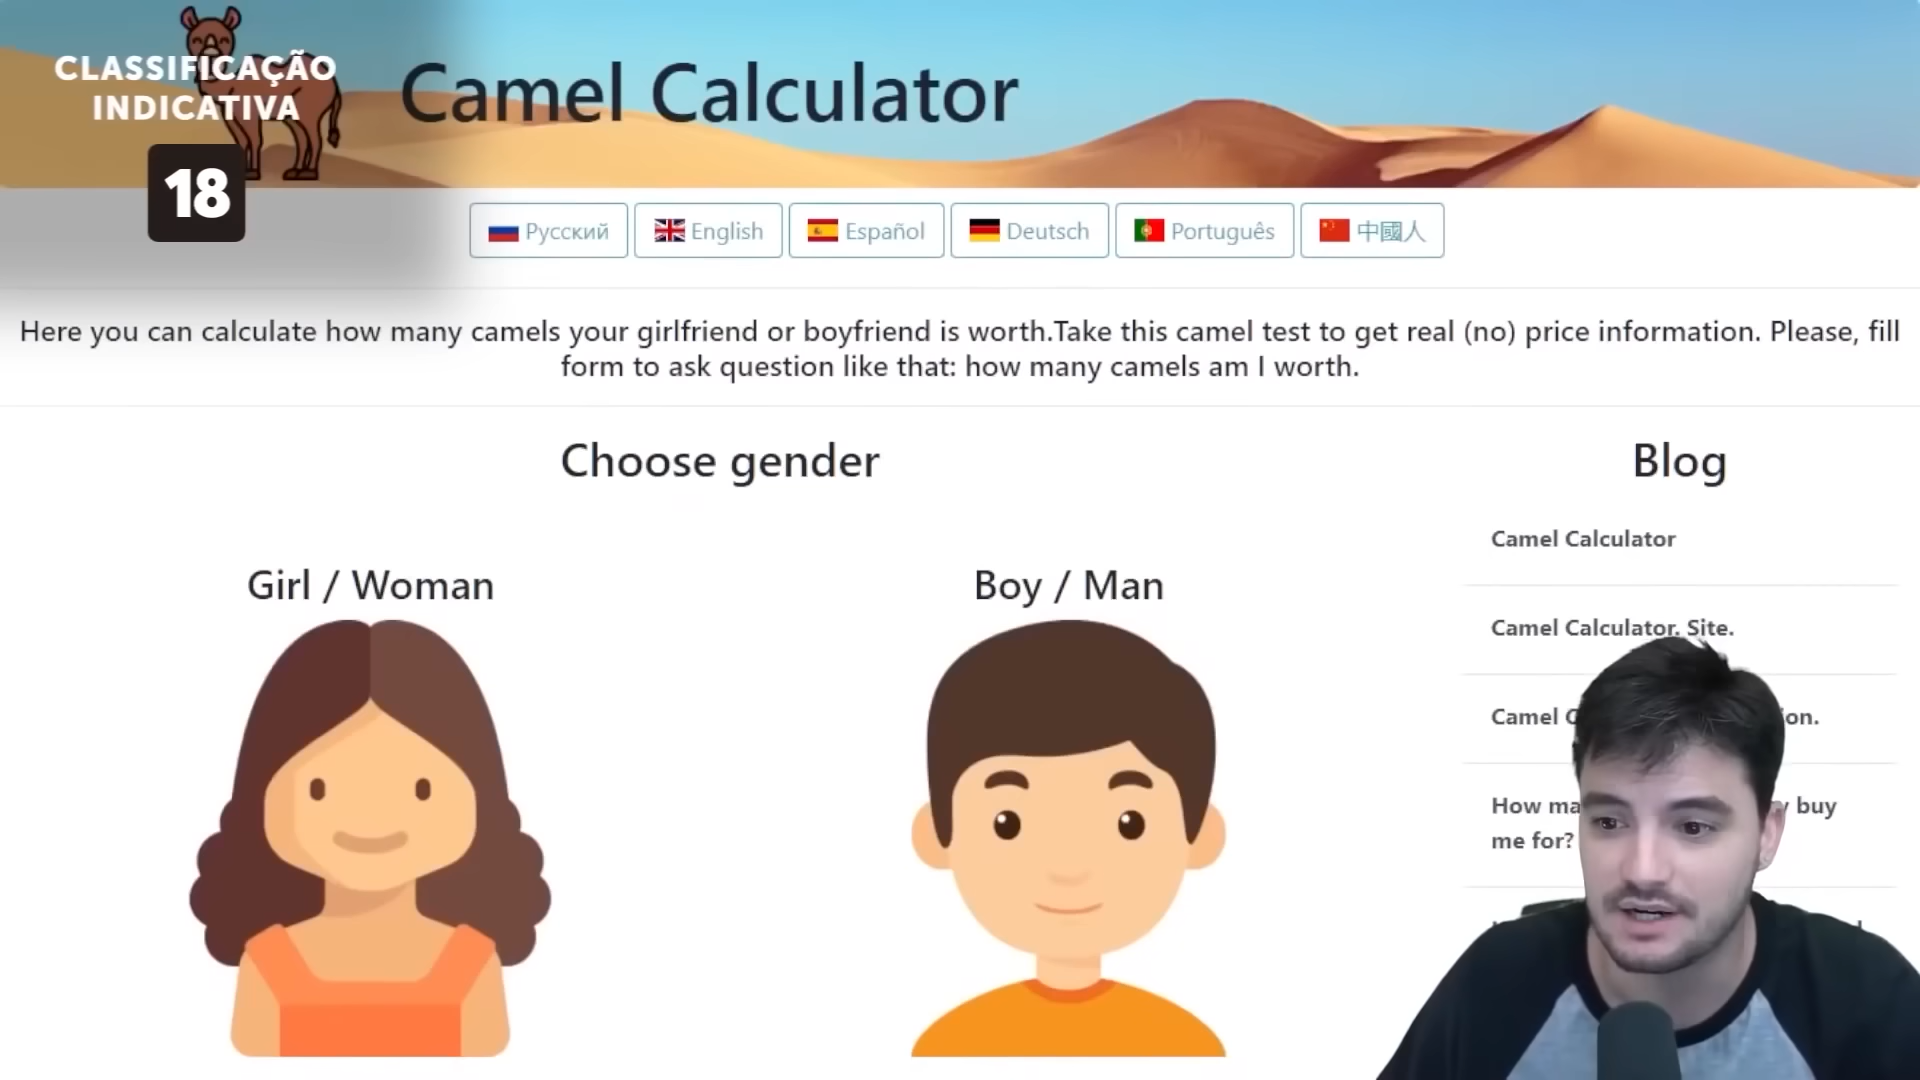 CLASSIFICAÇÃO
INDICATIVA
18
Camel Calculator
Русский
English
Español
Deutsch
Português
中國人
Here you can calculate how many camels your girlfriend or boyfriend is worth.Take this camel test to get real (no) price information. Please, fill
form to ask question like that: how many camels am I worth.
Choose gender
Blog
Girl / Woman
Boy / Man
Camel Calculator
Camel Calculator. Site.
Camel
How buy
me for?